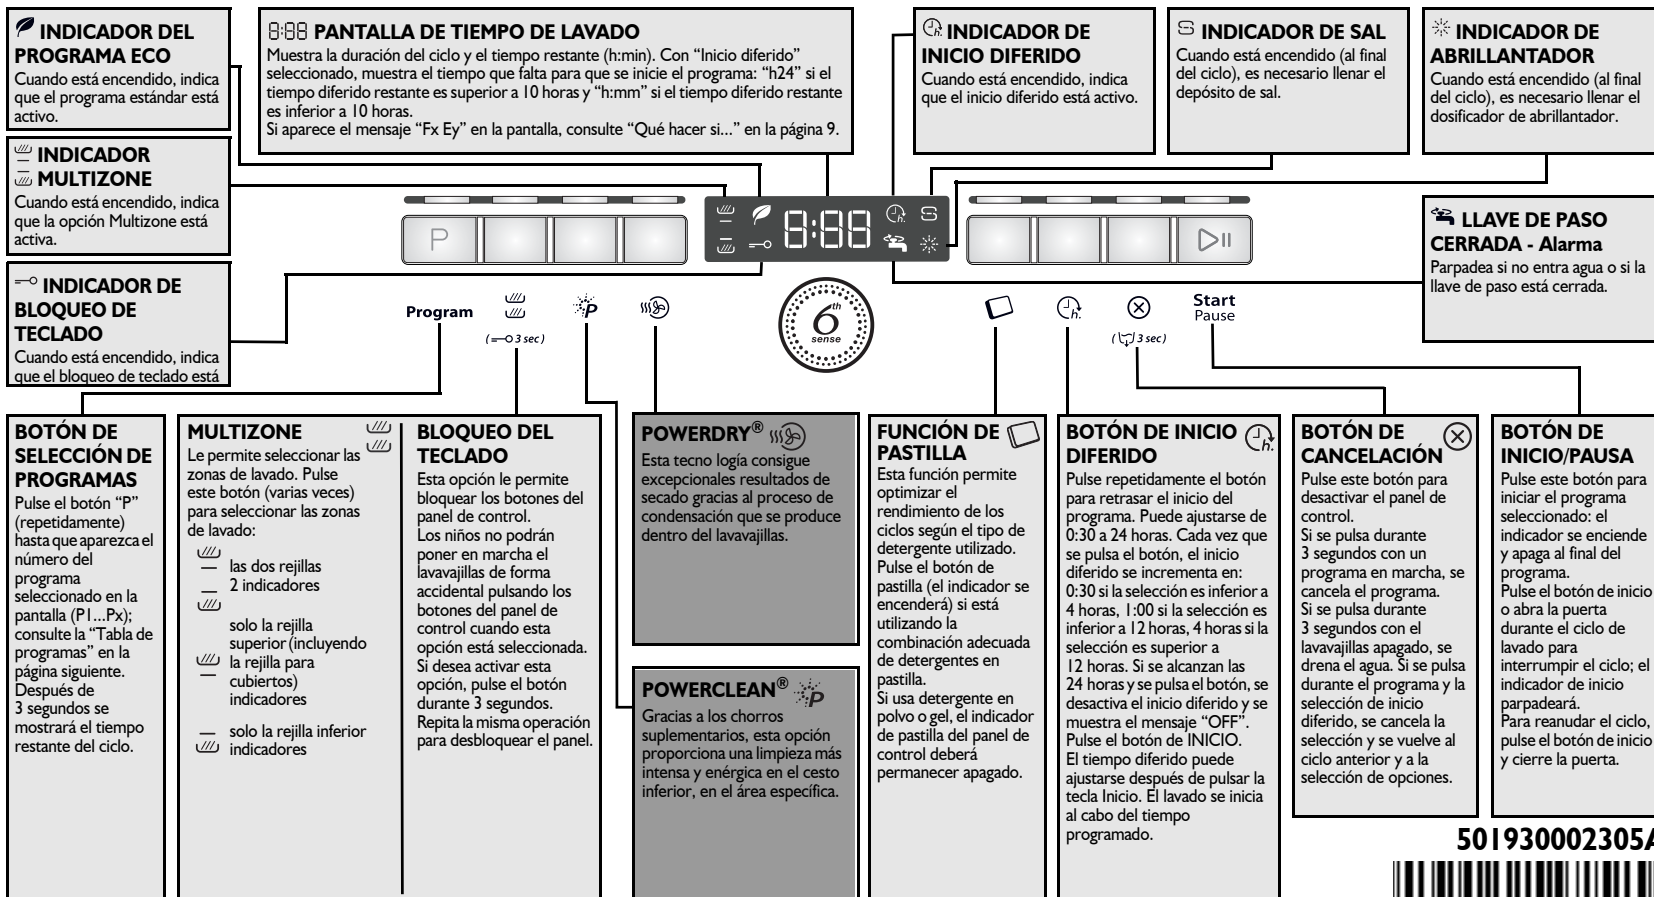 INDICADOR DEL
PROGRAMA ECO
Cuando está encendido, indica
que el programa estándar está
activo.
INDICADOR
MULTIZONE
Cuando está encendido, indica
que la opción Multizone está
activa.
INDICADOR DE
BLOQUEO DE
TECLADO
Cuando está encendido, indica
que el bloqueo de teclado está
8:88 PANTALLA DE TIEMPO DE LAVADO
Muestra la duración del ciclo y el tiempo restante (h:min). Con “Inicio diferido”
seleccionado, muestra el tiempo que falta para que se inicie el programa: “h24” si el
tiempo diferido restante es superior a 10 horas y “h:mm” si el tiempo diferido restante
es inferior a 10 horas.
Si aparece el mensaje “Fx Ey” en la pantalla, consulte “Qué hacer si...” en la página 9.
h. INDICADOR DE
INICIO DIFERIDO
Cuando está encendido, indica
que el inicio diferido está activo.
INDICADOR DE SAL
Cuando está encendido (al final
del ciclo), es necesario llenar el
depósito de sal.
INDICADOR DE
ABRILLANTADOR
Cuando está encendido (al final
del ciclo), es necesario llenar el
dosificador de abrillantador.
LLAVE DE PASO
CERRADA - Alarma
Parpadea si no entra agua o si la
llave de paso está cerrada.
P
8:88
h.
Program
P
(3 sec)
6th
sense
h.
Start
Pause
(3 sec)
BOTÓN DE
SELECCIÓN DE
PROGRAMAS
Pulse el botón “P”
(repetidamente)
hasta que aparezca el
número del
programa
seleccionado en la
pantalla (P1...Px);
consulte la “Tabla de
programas” en la
página siguiente.
Después de
3 segundos se
mostrará el tiempo
restante del ciclo.
MULTIZONE
Le permite seleccionar las
zonas de lavado. Pulse
este botón (varias veces)
para seleccionar las zonas
de lavado:
las dos rejillas
2 indicadores
solo la rejilla
superior (incluyendo
la rejilla para
cubiertos)
indicadores
solo la rejilla inferior
indicadores
BLOQUEO DEL
TECLADO
Esta opción le permite
bloquear los botones del
panel de control.
Los niños no podrán
poner en marcha el
lavavajillas de forma
accidental pulsando los
botones del panel de
control cuando esta
opción está seleccionada.
Si desea activar esta
opción, pulse el botón
durante 3 segundos.
Repita la misma operación
para desbloquear el panel.
POWERDRY®
Esta tecno logía consigue
excepcionales resultados de
secado gracias al proceso de
condensación que se produce
dentro del lavavajillas.
POWERCLEAN® P
Gracias a los chorros
suplementarios, esta opción
proporciona una limpieza más
intensa y enérgica en el cesto
inferior, en el área específica.
FUNCIÓN DE
PASTILLA
Esta función permite
optimizar el
rendimiento de los
ciclos según el tipo de
detergente utilizado.
Pulse el botón de
pastilla (el indicador se
encenderá) si está
utilizando la
combinación adecuada
de detergentes en
pastilla.
Si usa detergente en
polvo o gel, el indicador
de pastilla del panel de
control deberá
permanecer apagado.
BOTÓN DE INICIO h.
DIFERIDO
Pulse repetidamente el botón
para retrasar el inicio del
programa. Puede ajustarse de
0:30 a 24 horas. Cada vez que
se pulsa el botón, el inicio
diferido se incrementa en:
0:30 si la selección es inferior a
4 horas, 1:00 si la selección es
inferior a 12 horas, 4 horas si la
selección es superior a
12 horas. Si se alcanzan las
24 horas y se pulsa el botón, se
desactiva el inicio diferido y se
muestra el mensaje “OFF”.
Pulse el botón de INICIO.
El tiempo diferido puede
ajustarse después de pulsar la
tecla Inicio. El lavado se inicia
al cabo del tiempo
programado.
BOTÓN DE
CANCELACIÓN
Pulse este botón para
desactivar el panel de
control.
Si se pulsa durante
3 segundos con un
programa en marcha, se
cancela el programa.
Si se pulsa durante
3 segundos con el
lavavajillas apagado, se
drena el agua. Si se pulsa
durante el programa y la
selección de inicio
diferido, se cancela la
selección y se vuelve al
ciclo anterior y a la
selección de opciones.
BOTÓN DE
INICIO/PAUSA
Pulse este botón para
iniciar el programa
seleccionado: el
indicador se enciende
y apaga al final del
programa.
Pulse el botón de inicio
o abra la puerta
durante el ciclo de
lavado para
interrumpir el ciclo; el
indicador de inicio
parpadeará.
Para reanudar el ciclo,
pulse el botón de inicio
y cierre la puerta.
501930002305A